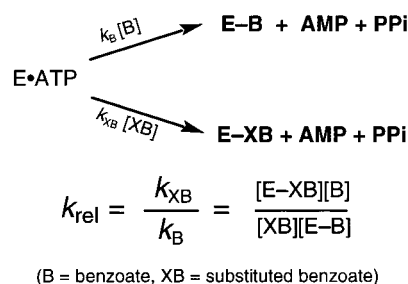 k_B [B]
E–B + AMP + PPi
E•ATP
k_XB [XB]
E–XB + AMP + PPi
k_rel = k_XB / k_B = [E–XB][B] / [XB][E–B]
(B = benzoate, XB = substituted benzoate)